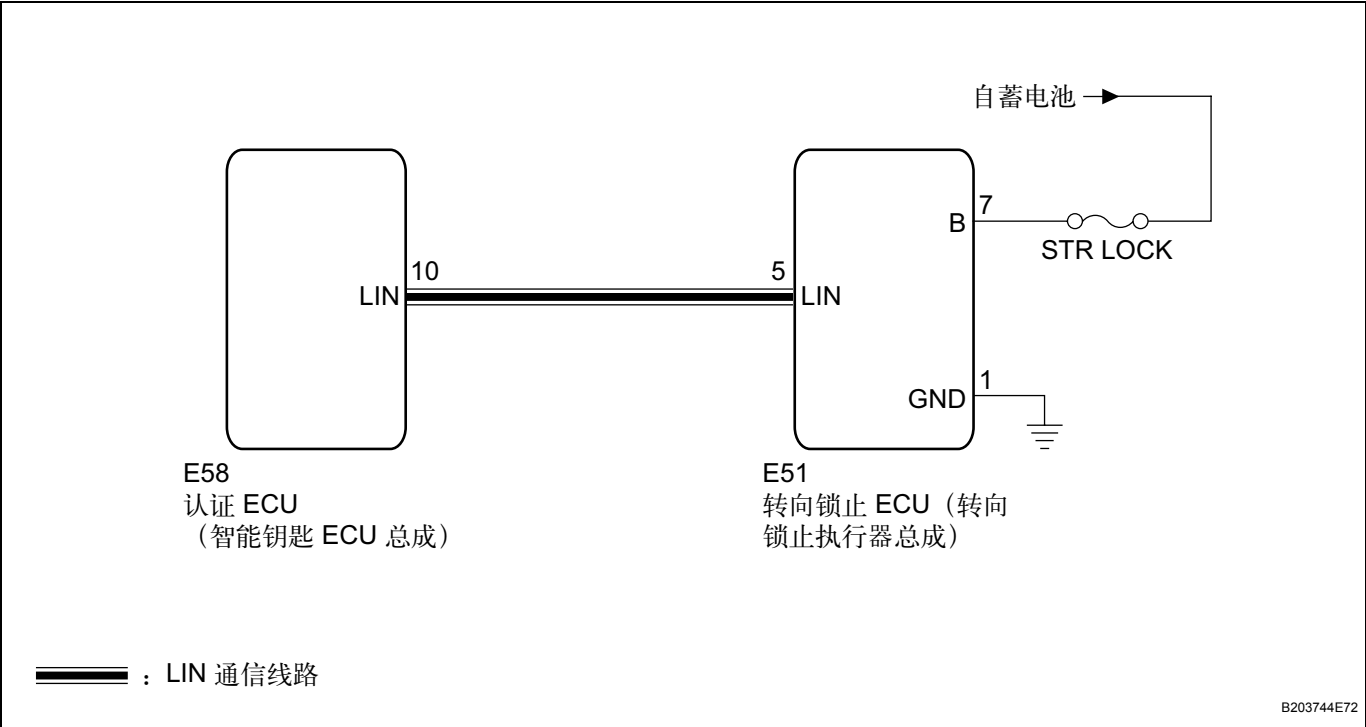 自蓄电池
B 7
STR LOCK
LIN 10
5 LIN
GND 1
E58
认证 ECU
（智能钥匙 ECU 总成）
E51
转向锁止 ECU（转向
锁止执行器总成）
：LIN 通信线路
B203744E72